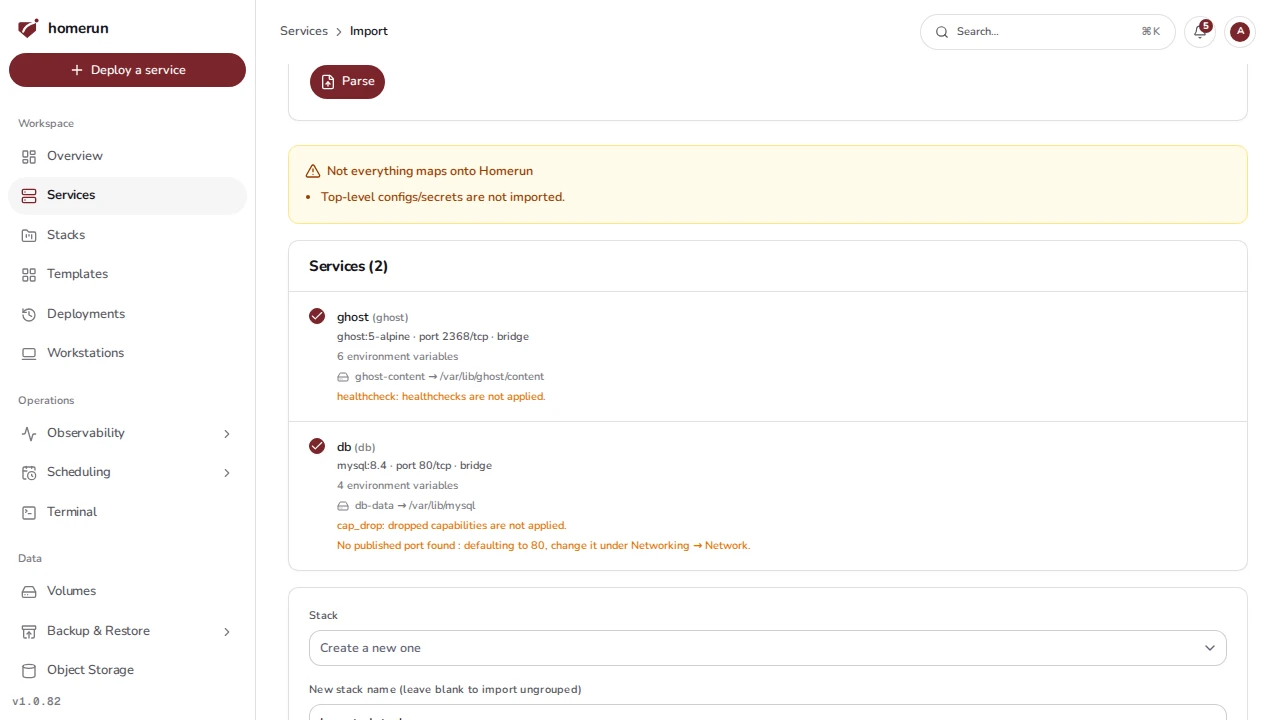 homerun
Services > Import
Search...
⌘K
5
A
Deploy a service
Parse
Workspace
Overview
Services
Stacks
Templates
Deployments
Workstations
Operations
Observability
Scheduling
Terminal
Data
Volumes
Backup & Restore
Object Storage
v1.0.82
Not everything maps onto Homerun
• Top-level configs/secrets are not imported.
Services (2)
ghost (ghost)
ghost:5-alpine · port 2368/tcp · bridge
6 environment variables
ghost-content → /var/lib/ghost/content
healthcheck: healthchecks are not applied.
db (db)
mysql:8.4 · port 80/tcp · bridge
4 environment variables
db-data → /var/lib/mysql
cap_drop: dropped capabilities are not applied.
No published port found : defaulting to 80, change it under Networking → Network.
Stack
Create a new one
New stack name (leave blank to import ungrouped)